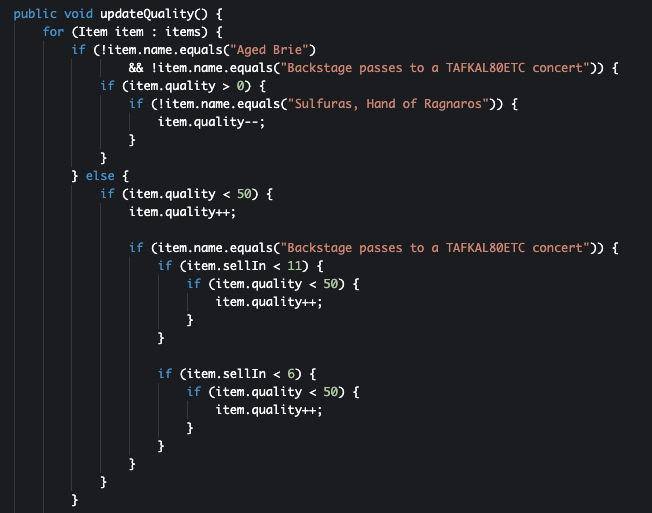 public void updateQuality() {
    for (Item item : items) {
        if (!item.name.equals("Aged Brie")
                && !item.name.equals("Backstage passes to a TAFKAL80ETC concert")) {
            if (item.quality > 0) {
                if (!item.name.equals("Sulfuras, Hand of Ragnaros")) {
                    item.quality--;
                }
            }
        } else {
            if (item.quality < 50) {
                item.quality++;

                if (item.name.equals("Backstage passes to a TAFKAL80ETC concert")) {
                    if (item.sellIn < 11) {
                        if (item.quality < 50) {
                            item.quality++;
                        }
                    }

                    if (item.sellIn < 6) {
                        if (item.quality < 50) {
                            item.quality++;
                        }
                    }
                }
            }
        }